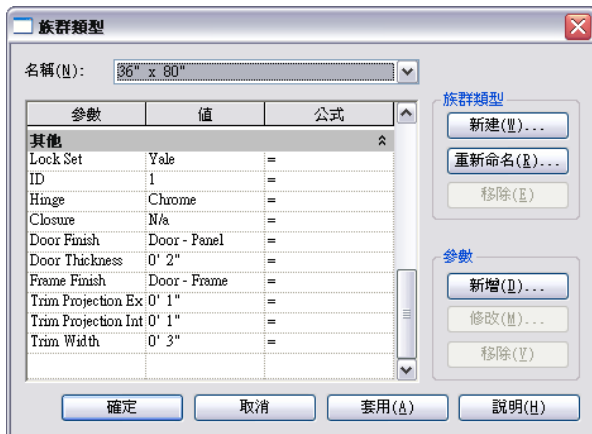 族群類型
名稱(N): 36" x 80"
參數 值 公式
其他
Lock Set Yale =
ID 1 =
Hinge Chrome =
Closure N/a =
Door Finish Door - Panel =
Door Thickness 0' 2" =
Frame Finish Door - Frame =
Trim Projection Ex 0' 1" =
Trim Projection Int 0' 1" =
Trim Width 0' 3" =
族群類型
新建(W)...
重新命名(R)...
移除(E)
參數
新增(D)...
修改(M)...
移除(V)
確定 取消 套用(A) 說明(H)